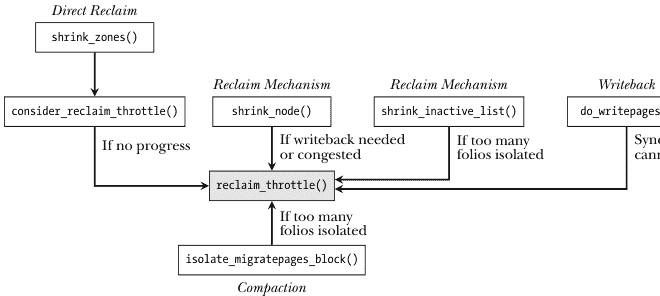 Direct Reclaim
shrink_zones()
consider_reclaim_throttle()
If no progress
Reclaim Mechanism
shrink_node()
If writeback needed
or congested
Reclaim Mechanism
shrink_inactive_list()
If too many
folios isolated
Writeback
do_writepages
reclaim_throttle()
If too many
folios isolated
isolate_migratepages_block()
Compaction